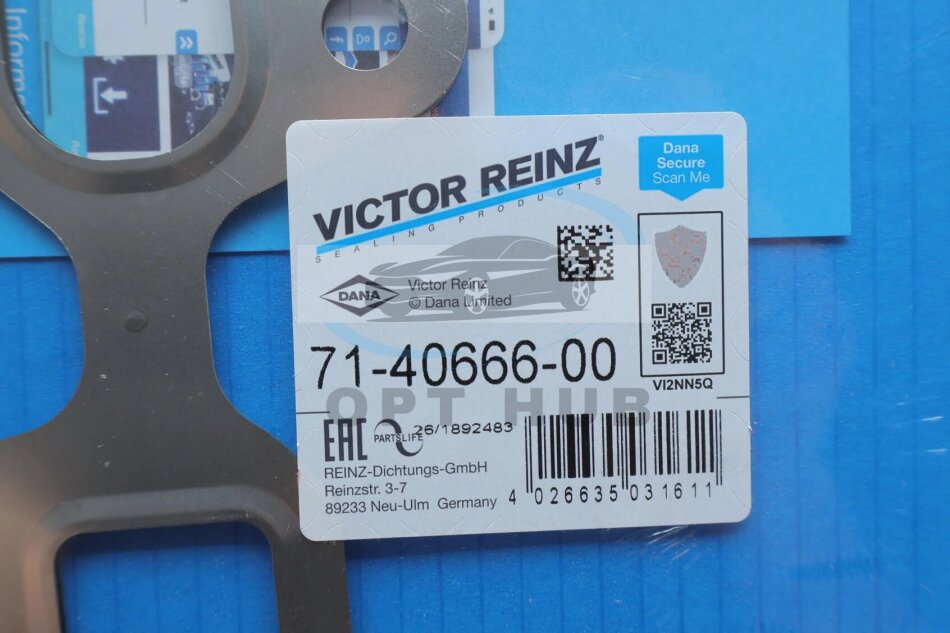 Inform
Dana
Secure
Scan Me
VICTOR REINZ®
SEALING PRODUCTS
DANA
Victor Reinz
© Dana Limited
71-40666-00
VI2NN5Q
OPT HUB
EAC PARTSLIFE 26/1892483
REINZ-Dichtungs-GmbH
Reinzstr. 3-7
89233 Neu-Ulm Germany
4 026635 031611